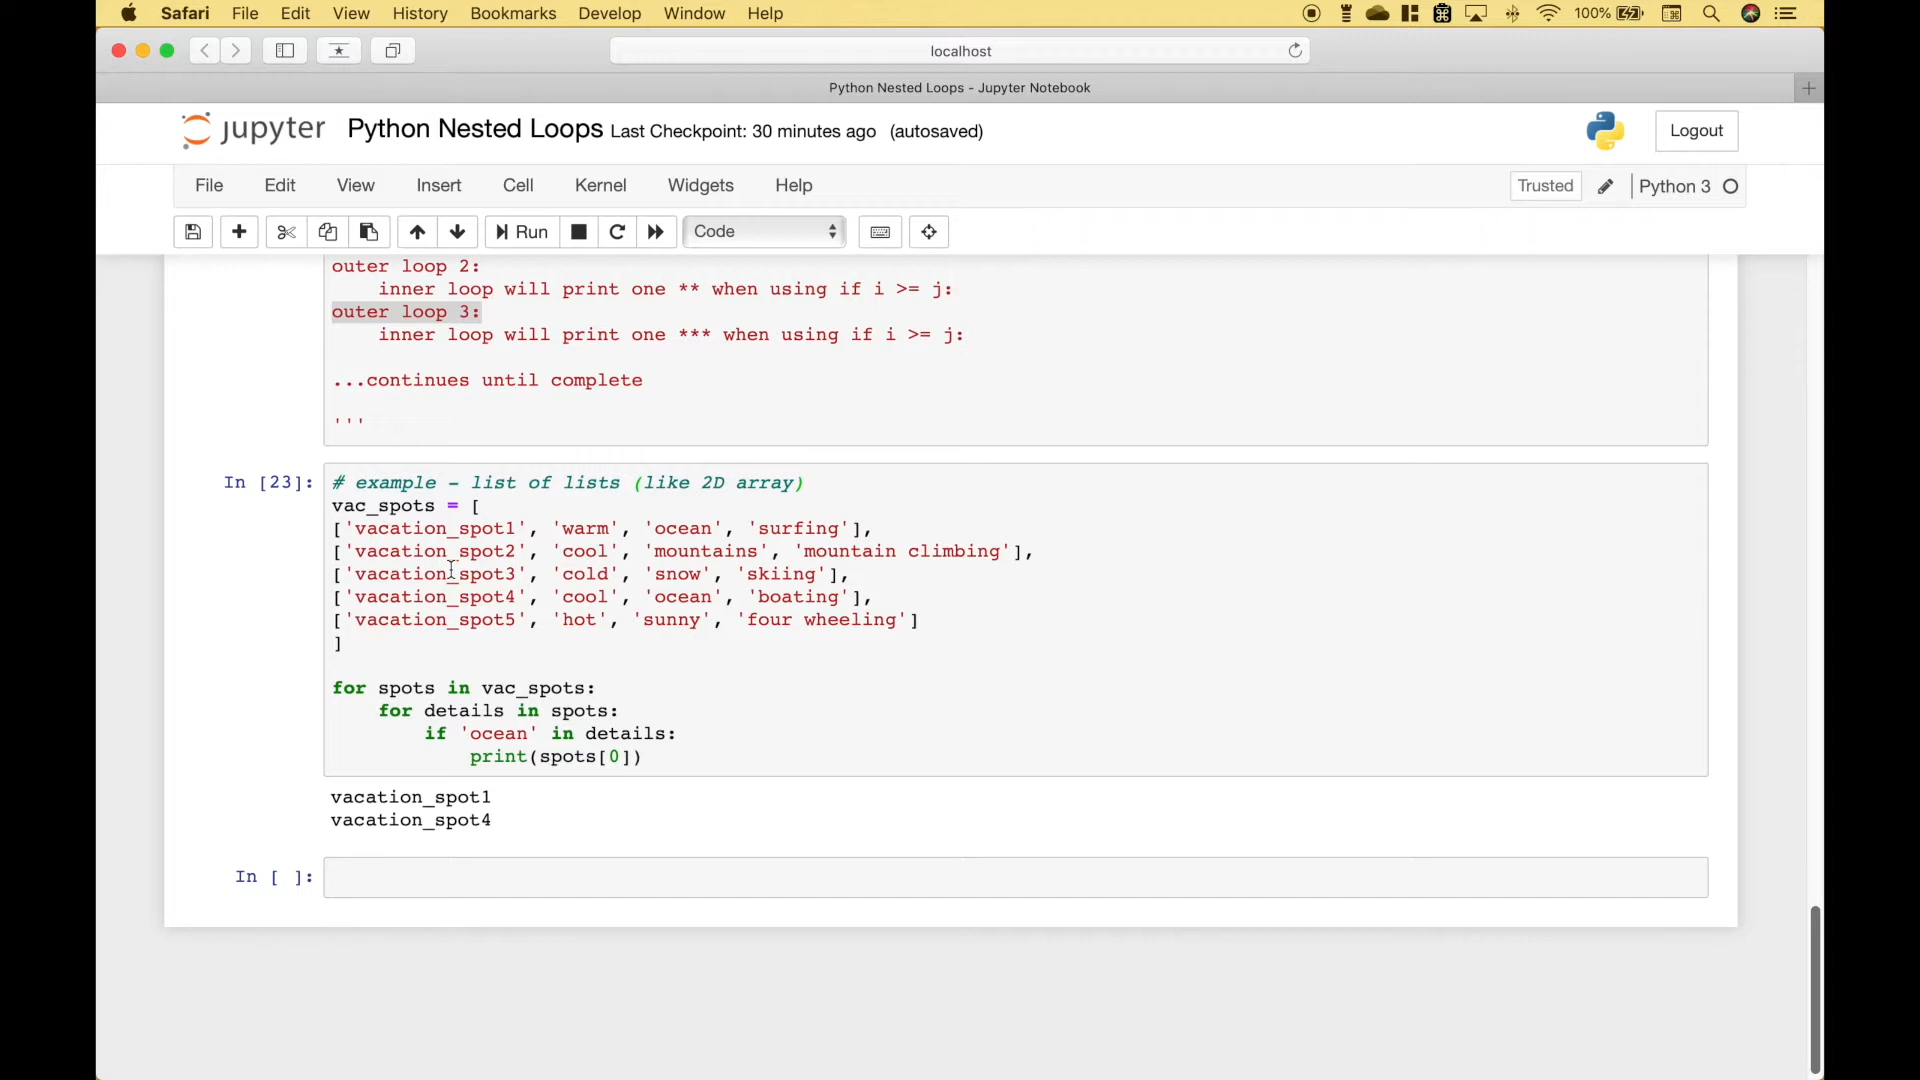 Safari File Edit View History Bookmarks Develop Window Help 100%
localhost
Python Nested Loops - Jupyter Notebook
jupyter Python Nested Loops Last Checkpoint: 30 minutes ago (autosaved) Logout
File Edit View Insert Cell Kernel Widgets Help Trusted Python 3
Run Code
outer loop 2:
    inner loop will print one ** when using if i >= j:
outer loop 3:
    inner loop will print one *** when using if i >= j:
...continues until complete
'''
In [23]: # example - list of lists (like 2D array)
vac_spots = [
['vacation_spot1', 'warm', 'ocean', 'surfing'],
['vacation_spot2', 'cool', 'mountains', 'mountain climbing'],
['vacation_spot3', 'cold', 'snow', 'skiing'],
['vacation_spot4', 'cool', 'ocean', 'boating'],
['vacation_spot5', 'hot', 'sunny', 'four wheeling']
]
for spots in vac_spots:
    for details in spots:
        if 'ocean' in details:
            print(spots[0])
vacation_spot1
vacation_spot4
In [ ]: